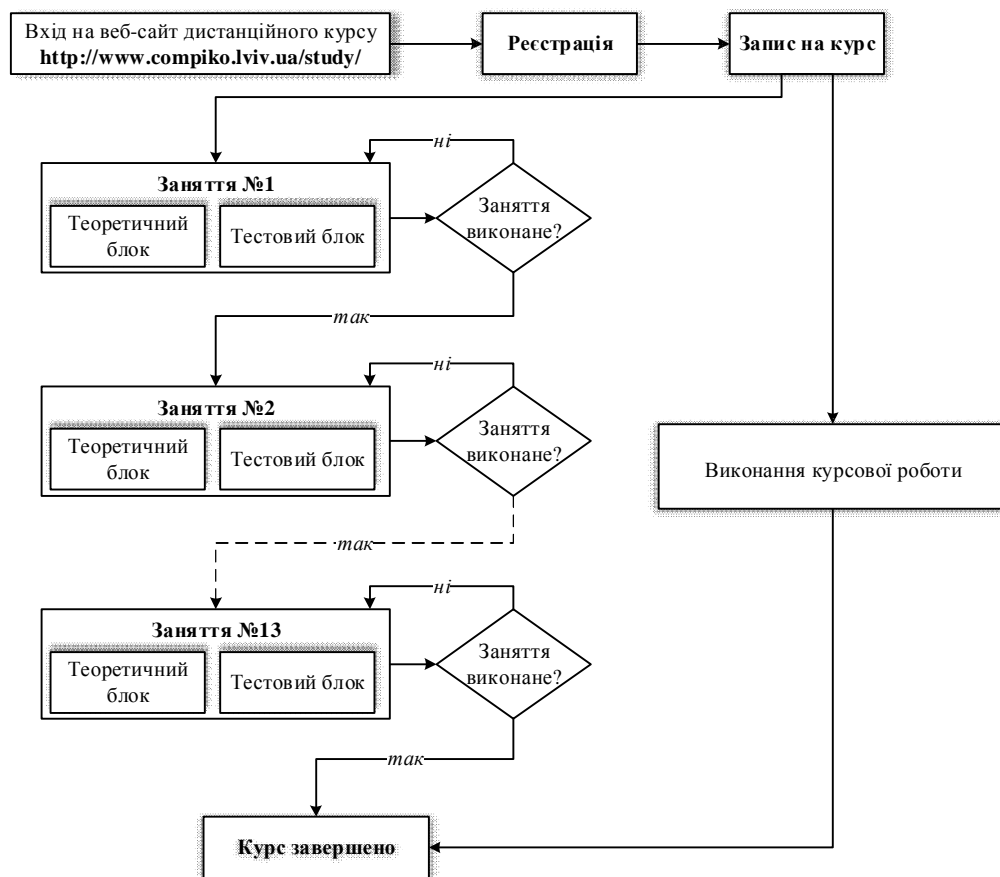 Вхід на веб-сайт дистанційного курсу
http://www.compiko.lviv.ua/study/
Реєстрація
Запис на курс
ні
Заняття №1
Теоретичний
блок
Тестовий блок
Заняття
виконане?
так
ні
Заняття №2
Теоретичний
блок
Тестовий блок
Заняття
виконане?
Виконання курсової роботи
так
ні
Заняття №13
Теоретичний
блок
Тестовий блок
Заняття
виконане?
так
Курс завершено